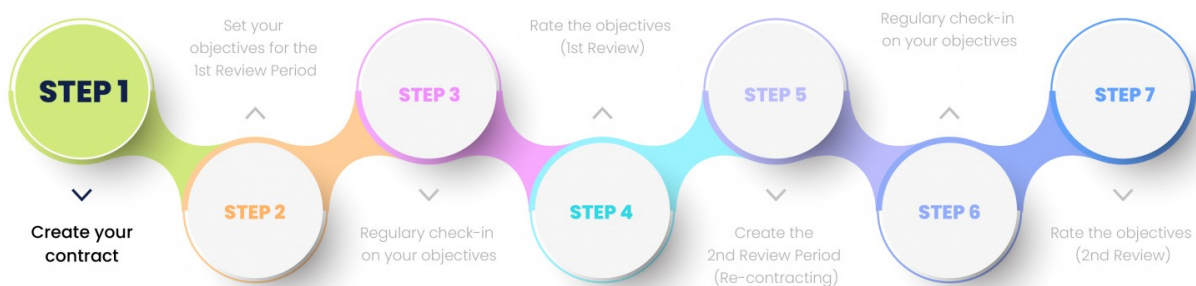 STEP 1
Create your
contract
Set your
objectives for the
1st Review Period
STEP 2
STEP 3
Regulary check-in
on your objectives
Rate the objectives
(1st Review)
STEP 4
STEP 5
Create the
2nd Review Period
(Re-contracting)
Regulary check-in
on your objectives
STEP 6
STEP 7
Rate the objectives
(2nd Review)